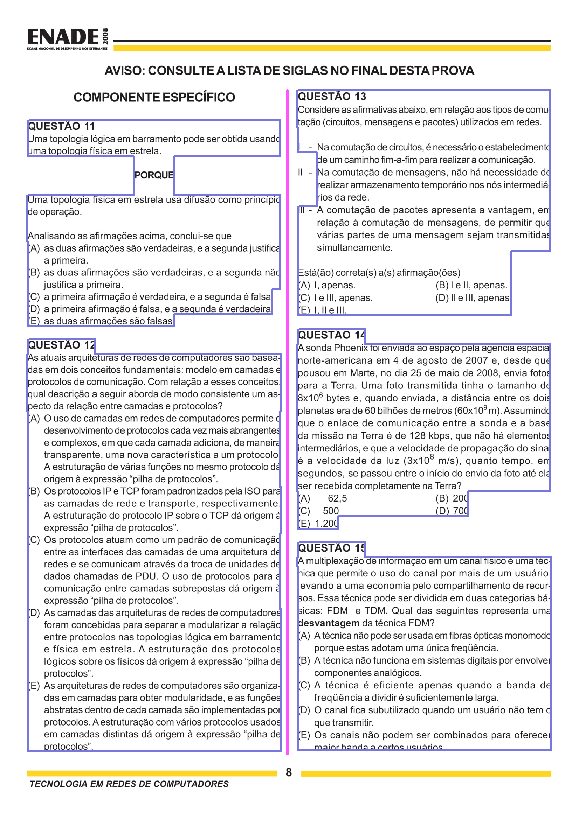 ENADE 2008
EXAME NACIONAL DE DESEMPENHO DOS ESTUDANTES
AVISO: CONSULTE A LISTA DE SIGLAS NO FINAL DESTA PROVA
COMPONENTE ESPECÍFICO
QUESTÃO 11
Uma topologia lógica em barramento pode ser obtida usando
uma topologia física em estrela.
PORQUE
Uma topologia física em estrela usa difusão como princípio
de operação.
Analisando as afirmações acima, conclui-se que
(A) as duas afirmações são verdadeiras, e a segunda justifica
a primeira.
(B) as duas afirmações são verdadeiras, e a segunda não
justifica a primeira.
(C) a primeira afirmação é verdadeira, e a segunda é falsa.
(D) a primeira afirmação é falsa, e a segunda é verdadeira.
(E) as duas afirmações são falsas.
QUESTÃO 12
As atuais arquiteturas de redes de computadores são basea-
das em dois conceitos fundamentais: modelo em camadas e
protocolos de comunicação. Com relação a esses conceitos,
qual descrição a seguir aborda de modo consistente um as-
pecto da relação entre camadas e protocolos?
(A) O uso de camadas em redes de computadores permite o
desenvolvimento de protocolos cada vez mais abrangentes
e complexos, em que cada camada adiciona, de maneira
transparente, uma nova característica a um protocolo.
A estruturação de várias funções no mesmo protocolo dá
origem à expressão “pilha de protocolos”.
(B) Os protocolos IP e TCP foram padronizados pela ISO para
as camadas de rede e transporte, respectivamente.
A estruturação do protocolo IP sobre o TCP dá origem à
expressão “pilha de protocolos”.
(C) Os protocolos atuam como um padrão de comunicação
entre as interfaces das camadas de uma arquitetura de
redes e se comunicam através da troca de unidades de
dados chamadas de PDU. O uso de protocolos para a
comunicação entre camadas sobrepostas dá origem à
expressão “pilha de protocolos”.
(D) As camadas das arquiteturas de redes de computadores
foram concebidas para separar e modularizar a relação
entre protocolos nas topologias lógica em barramento
e física em estrela. A estruturação dos protocolos
lógicos sobre os físicos dá origem à expressão “pilha de
protocolos”.
(E) As arquiteturas de redes de computadores são organiza-
das em camadas para obter modularidade, e as funções
abstratas dentro de cada camada são implementadas por
protocolos. A estruturação com vários protocolos usados
em camadas distintas dá origem à expressão “pilha de
protocolos”.
QUESTÃO 13
Considere as afirmativas abaixo, em relação aos tipos de comu-
tação (circuitos, mensagens e pacotes) utilizados em redes.
I - Na comutação de circuitos, é necessário o estabelecimento
de um caminho fim-a-fim para realizar a comunicação.
II - Na comutação de mensagens, não há necessidade de
realizar armazenamento temporário nos nós intermediá-
rios da rede.
III - A comutação de pacotes apresenta a vantagem, em
relação à comutação de mensagens, de permitir que
várias partes de uma mensagem sejam transmitidas
simultaneamente.
Está(ão) correta(s) a(s) afirmação(ões)
(A) I, apenas. (B) I e II, apenas.
(C) I e III, apenas. (D) II e III, apenas.
(E) I, II e III.
QUESTÃO 14
A sonda Phoenix foi enviada ao espaço pela agência espacial
norte-americana em 4 de agosto de 2007 e, desde que
pousou em Marte, no dia 25 de maio de 2008, envia fotos
para a Terra. Uma foto transmitida tinha o tamanho de
8x10⁶ bytes e, quando enviada, a distância entre os dois
planetas era de 60 bilhões de metros (60x10⁹ m). Assumindo
que o enlace de comunicação entre a sonda e a base
da missão na Terra é de 128 kbps, que não há elementos
intermediários, e que a velocidade de propagação do sinal
é a velocidade da luz (3x10⁸ m/s), quanto tempo, em
segundos, se passou entre o início do envio da foto até ela
ser recebida completamente na Terra?
(A) 62,5 (B) 200
(C) 500 (D) 700
(E) 1.200
QUESTÃO 15
A multiplexação de informação em um canal físico é uma téc-
nica que permite o uso do canal por mais de um usuário,
levando a uma economia pelo compartilhamento de recur-
sos. Essa técnica pode ser dividida em duas categorias bá-
sicas: FDM e TDM. Qual das seguintes representa uma
desvantagem da técnica FDM?
(A) A técnica não pode ser usada em fibras ópticas monomodo
porque estas adotam uma única freqüência.
(B) A técnica não funciona em sistemas digitais por envolver
componentes analógicos.
(C) A técnica é eficiente apenas quando a banda de
freqüência a dividir é suficientemente larga.
(D) O canal fica subutilizado quando um usuário não tem o
que transmitir.
(E) Os canais não podem ser combinados para oferecer
maior banda a certos usuários.
8
TECNOLOGIA EM REDES DE COMPUTADORES